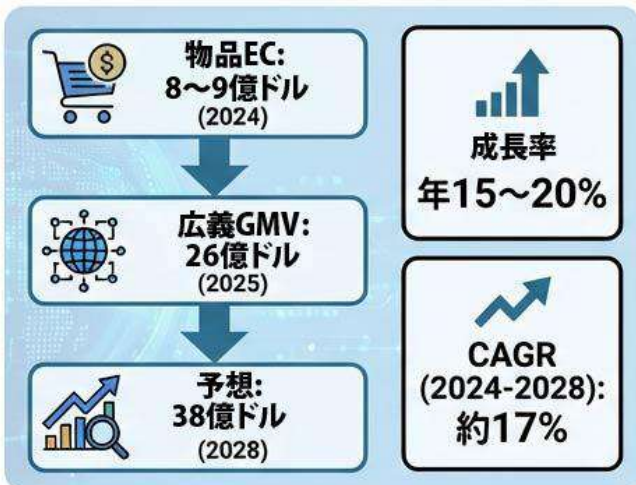 物品EC:
8〜9億ドル
(2024)
広義GMV:
26億ドル
(2025)
予想:
38億ドル
(2028)
成長率
年15〜20%
CAGR
(2024-2028):
約17%